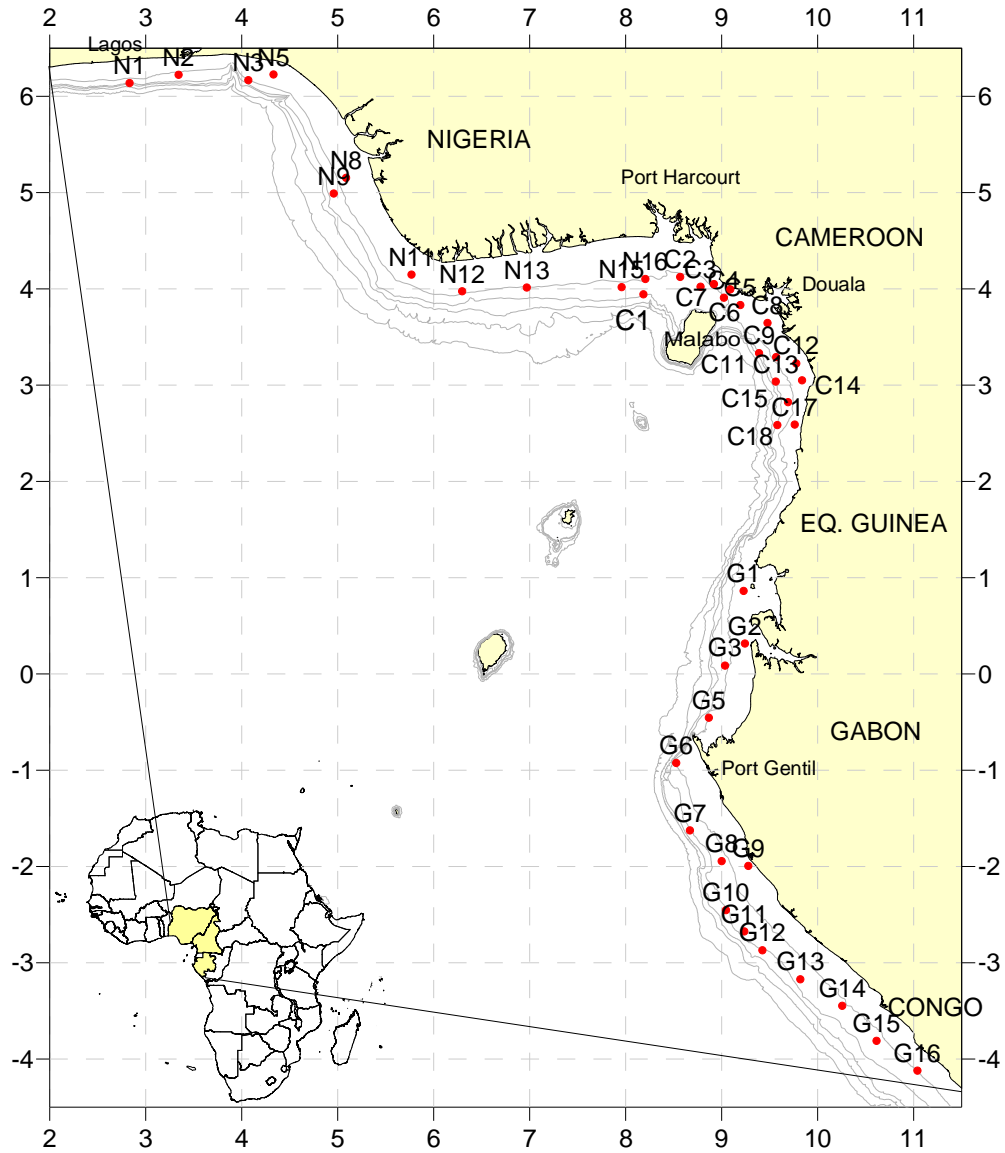 2 3 4 5 6 7 8 9 10 11
Lagos
N1 N2 N3 N5
6 6
NIGERIA
N8
N9
Port Harcourt
5 5
CAMEROON
N11 N12 N13 N15 N16 C2 C3 C4 C5
Douala
4 4
C1 C7 C6 C8
Malabo
C9 C12
C11 C13
3 C14 3
C15 C17
C18
2 2
EQ. GUINEA
1 G1 1
G2
G3
0 0
G5
GABON
G6
Port Gentil
-1 -1
G7
G8 G9
-2 -2
G10
G11
G12
-3 G13 -3
G14
CONGO
G15
G16
-4 -4
2 3 4 5 6 7 8 9 10 11